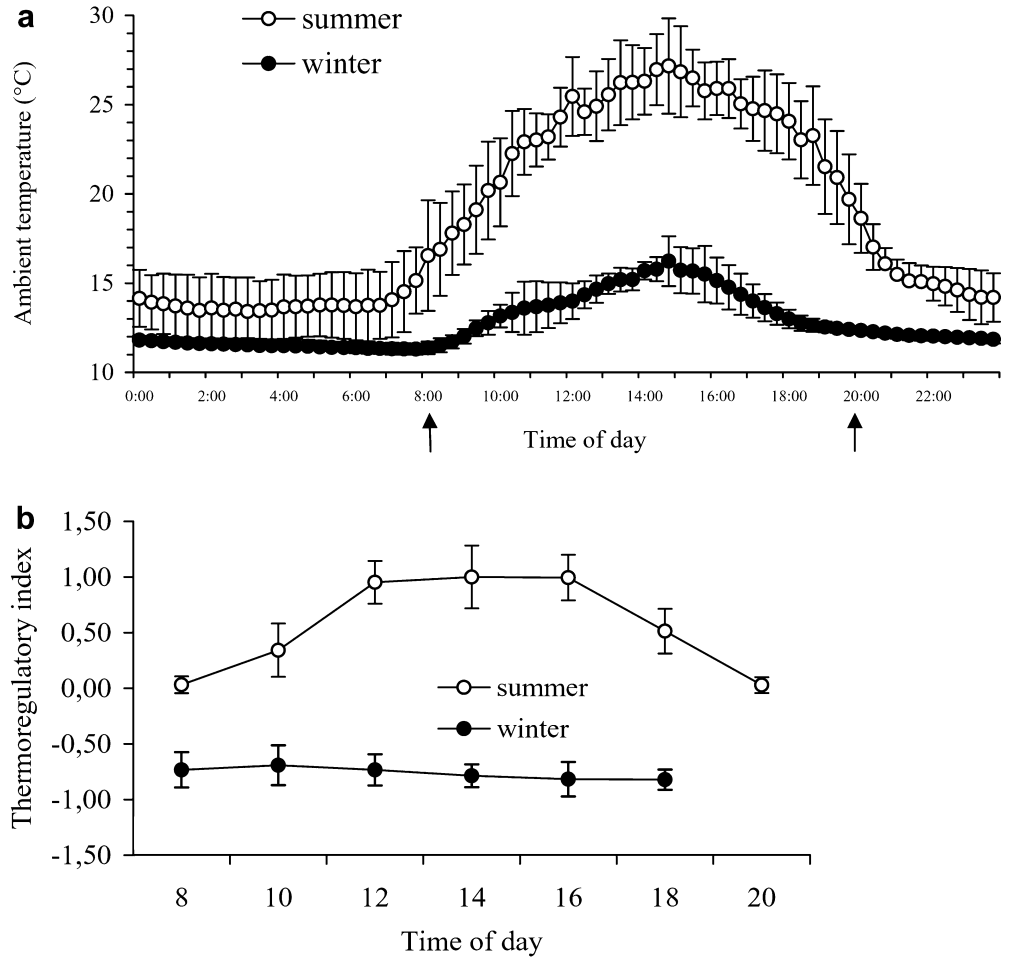 a
summer
winter
30
25
20
15
10
Ambient temperature (°C)
0:00 2:00 4:00 6:00 8:00 10:00 12:00 14:00 16:00 18:00 20:00 22:00
Time of day
b
1,50
1,00
0,50
0,00
-0,50
-1,00
-1,50
Thermoregulatory index
summer
winter
8 10 12 14 16 18 20
Time of day